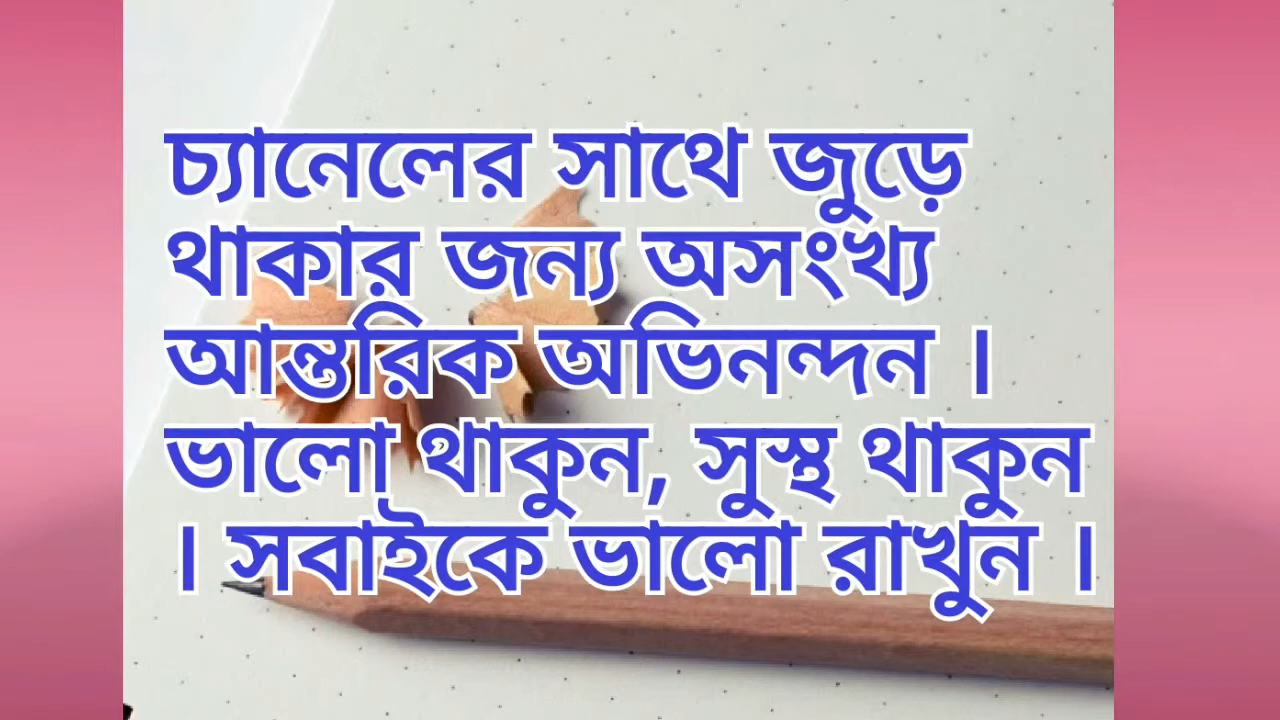 চ্যানেলের সাথে জুড়ে
থাকার জন্য অসংখ্য
আন্তরিক অভিনন্দন ।
ভালো থাকুন, সুস্থ থাকুন
। সবাইকে ভালো রাখুন ।